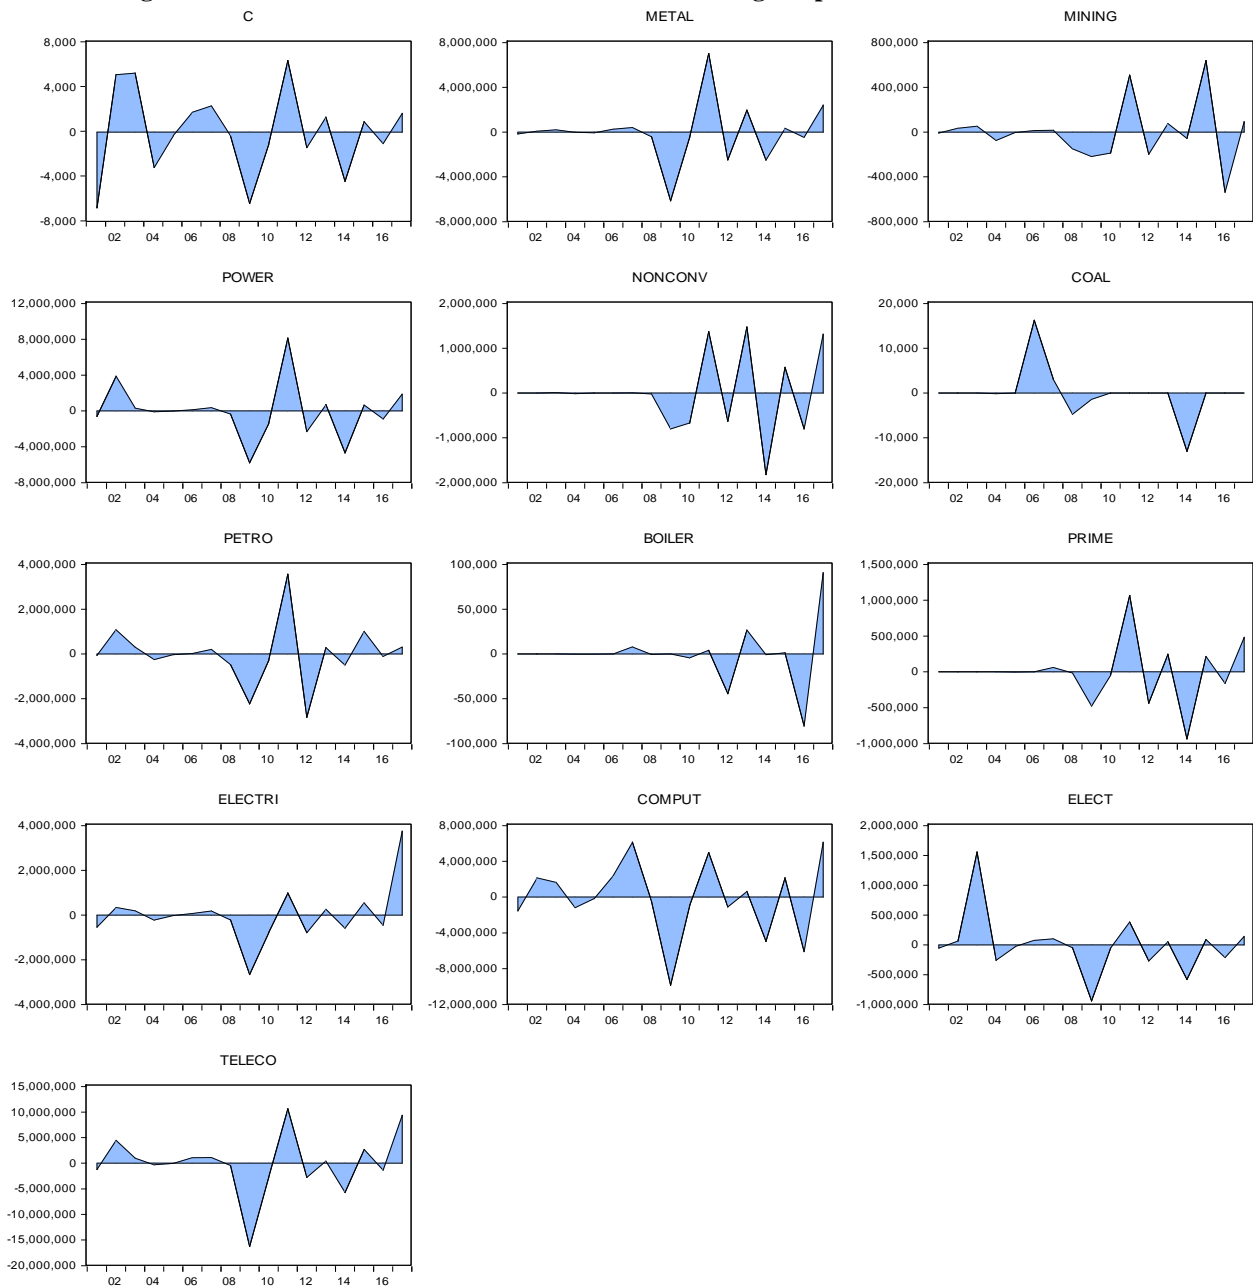 C METAL MINING
8,000 8,000,000 800,000
4,000 4,000,000 400,000
0 0 0
-4,000 -4,000,000 -400,000
-8,000 -8,000,000 -800,000
02 04 06 08 10 12 14 16 02 04 06 08 10 12 14 16 02 04 06 08 10 12 14 16
POWER NONCONV COAL
12,000,000 2,000,000 20,000
8,000,000 1,000,000 10,000
4,000,000 0 0
0 -1,000,000 -10,000
-4,000,000 -2,000,000 -20,000
-8,000,000
02 04 06 08 10 12 14 16 02 04 06 08 10 12 14 16 02 04 06 08 10 12 14 16
PETRO BOILER PRIME
4,000,000 100,000 1,500,000
2,000,000 50,000 1,000,000
0 0 500,000
-2,000,000 -50,000 0
-4,000,000 -100,000 -500,000
-1,000,000
02 04 06 08 10 12 14 16 02 04 06 08 10 12 14 16 02 04 06 08 10 12 14 16
ELECTRI COMPUT ELECT
4,000,000 8,000,000 2,000,000
2,000,000 4,000,000 1,500,000
0 0 1,000,000
-2,000,000 -4,000,000 500,000
-4,000,000 -8,000,000 0
-12,000,000 -500,000
-1,000,000
02 04 06 08 10 12 14 16 02 04 06 08 10 12 14 16 02 04 06 08 10 12 14 16
TELECO
15,000,000
10,000,000
5,000,000
0
-5,000,000
-10,000,000
-15,000,000
-20,000,000
02 04 06 08 10 12 14 16